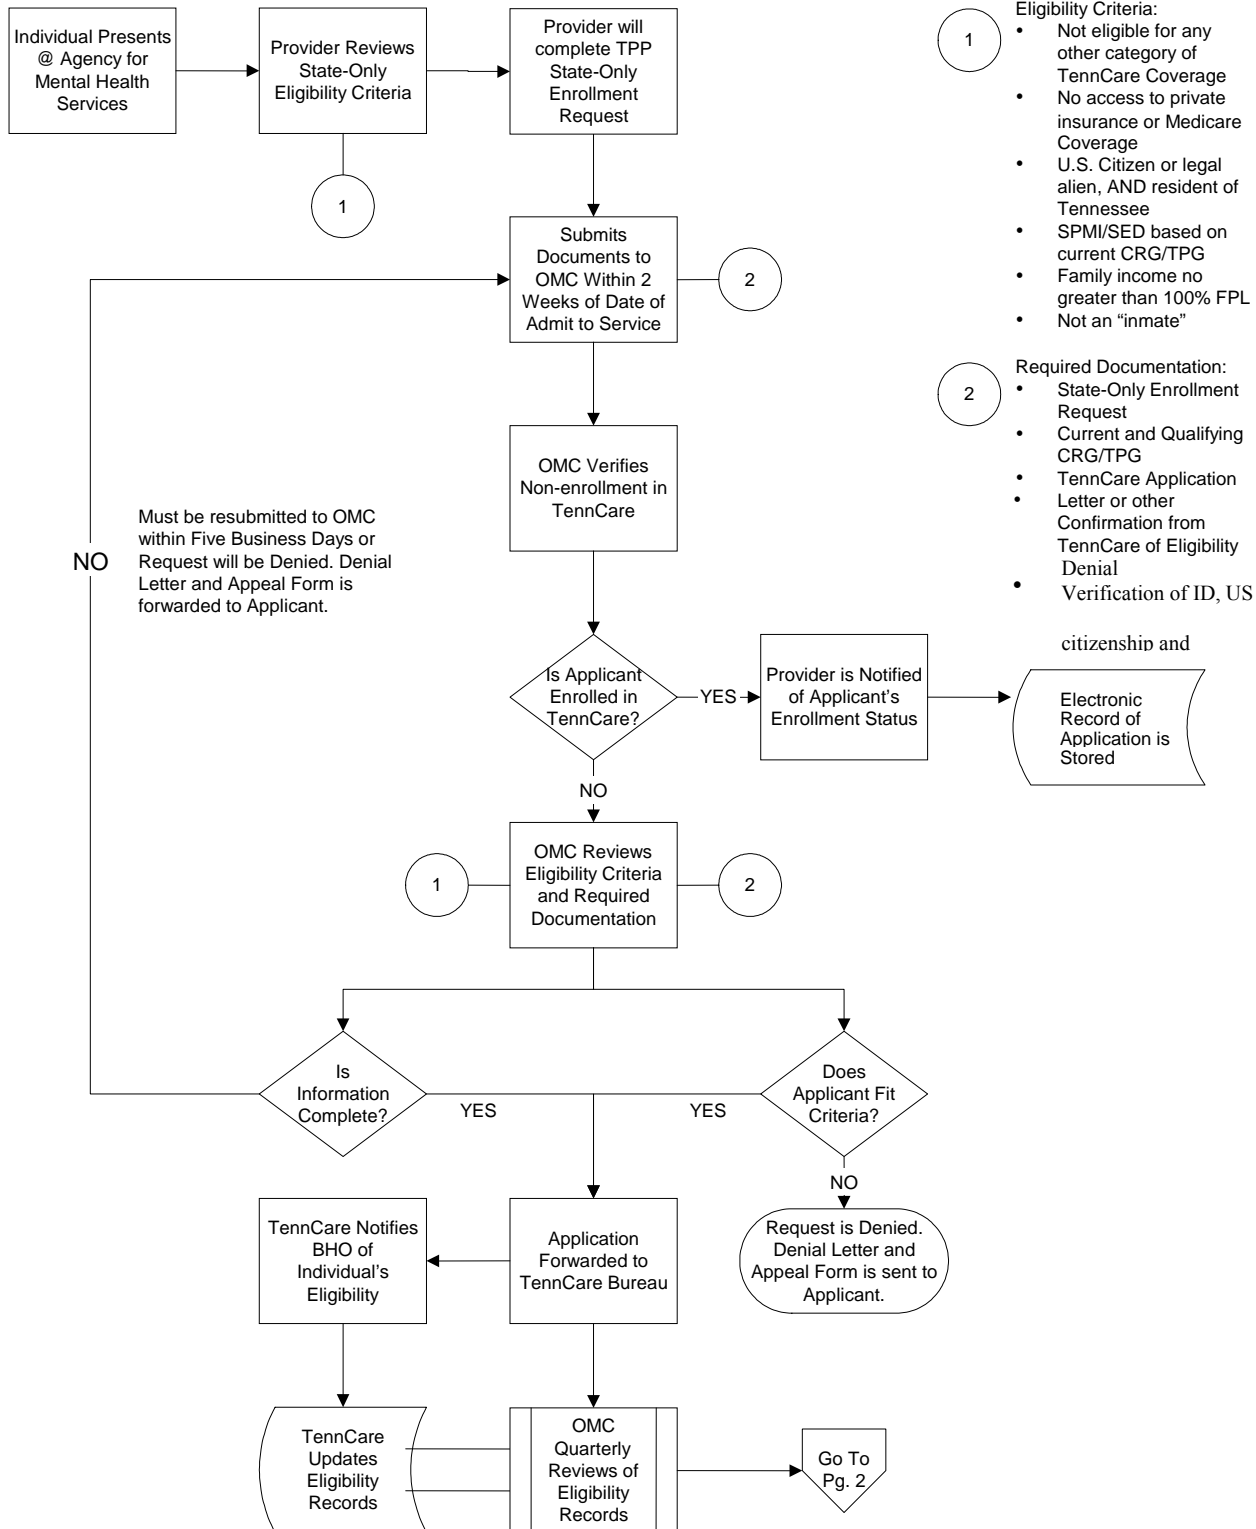 Individual Presents
@ Agency for
Mental Health
Services
Provider Reviews
State-Only
Eligibility Criteria
Provider will
complete TPP
State-Only
Enrollment
Request
1
Eligibility Criteria:
• Not eligible for any
other category of
TennCare Coverage
• No access to private
insurance or Medicare
Coverage
• U.S. Citizen or legal
alien, AND resident of
Tennessee
• SPMI/SED based on
current CRG/TPG
• Family income no
greater than 100% FPL
• Not an “inmate”
1
Submits
Documents to
OMC Within 2
Weeks of Date of
Admit to Service
2
2
Required Documentation:
• State-Only Enrollment
Request
• Current and Qualifying
CRG/TPG
• TennCare Application
• Letter or other
Confirmation from
TennCare of Eligibility
Denial
• Verification of ID, US
citizenship and
OMC Verifies
Non-enrollment in
TennCare
NO
Must be resubmitted to OMC
within Five Business Days or
Request will be Denied. Denial
Letter and Appeal Form is
forwarded to Applicant.
Is Applicant
Enrolled in
TennCare?
YES
Provider is Notified
of Applicant’s
Enrollment Status
Electronic
Record of
Application is
Stored
NO
1
OMC Reviews
Eligibility Criteria
and Required
Documentation
2
Is
Information
Complete?
YES
YES
Does
Applicant Fit
Criteria?
NO
TennCare Notifies
BHO of
Individual’s
Eligibility
Application
Forwarded to
TennCare Bureau
Request is Denied.
Denial Letter and
Appeal Form is sent to
Applicant.
TennCare
Updates
Eligibility
Records
OMC
Quarterly
Reviews of
Eligibility
Records
Go To
Pg. 2